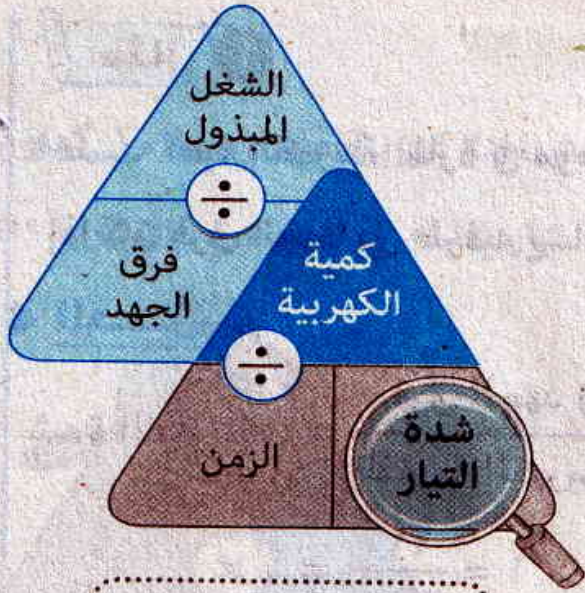 الشغل
المبذول
÷
فرق
الجهد
كمية
الكهربية
÷
الزمن
شدة
التيار